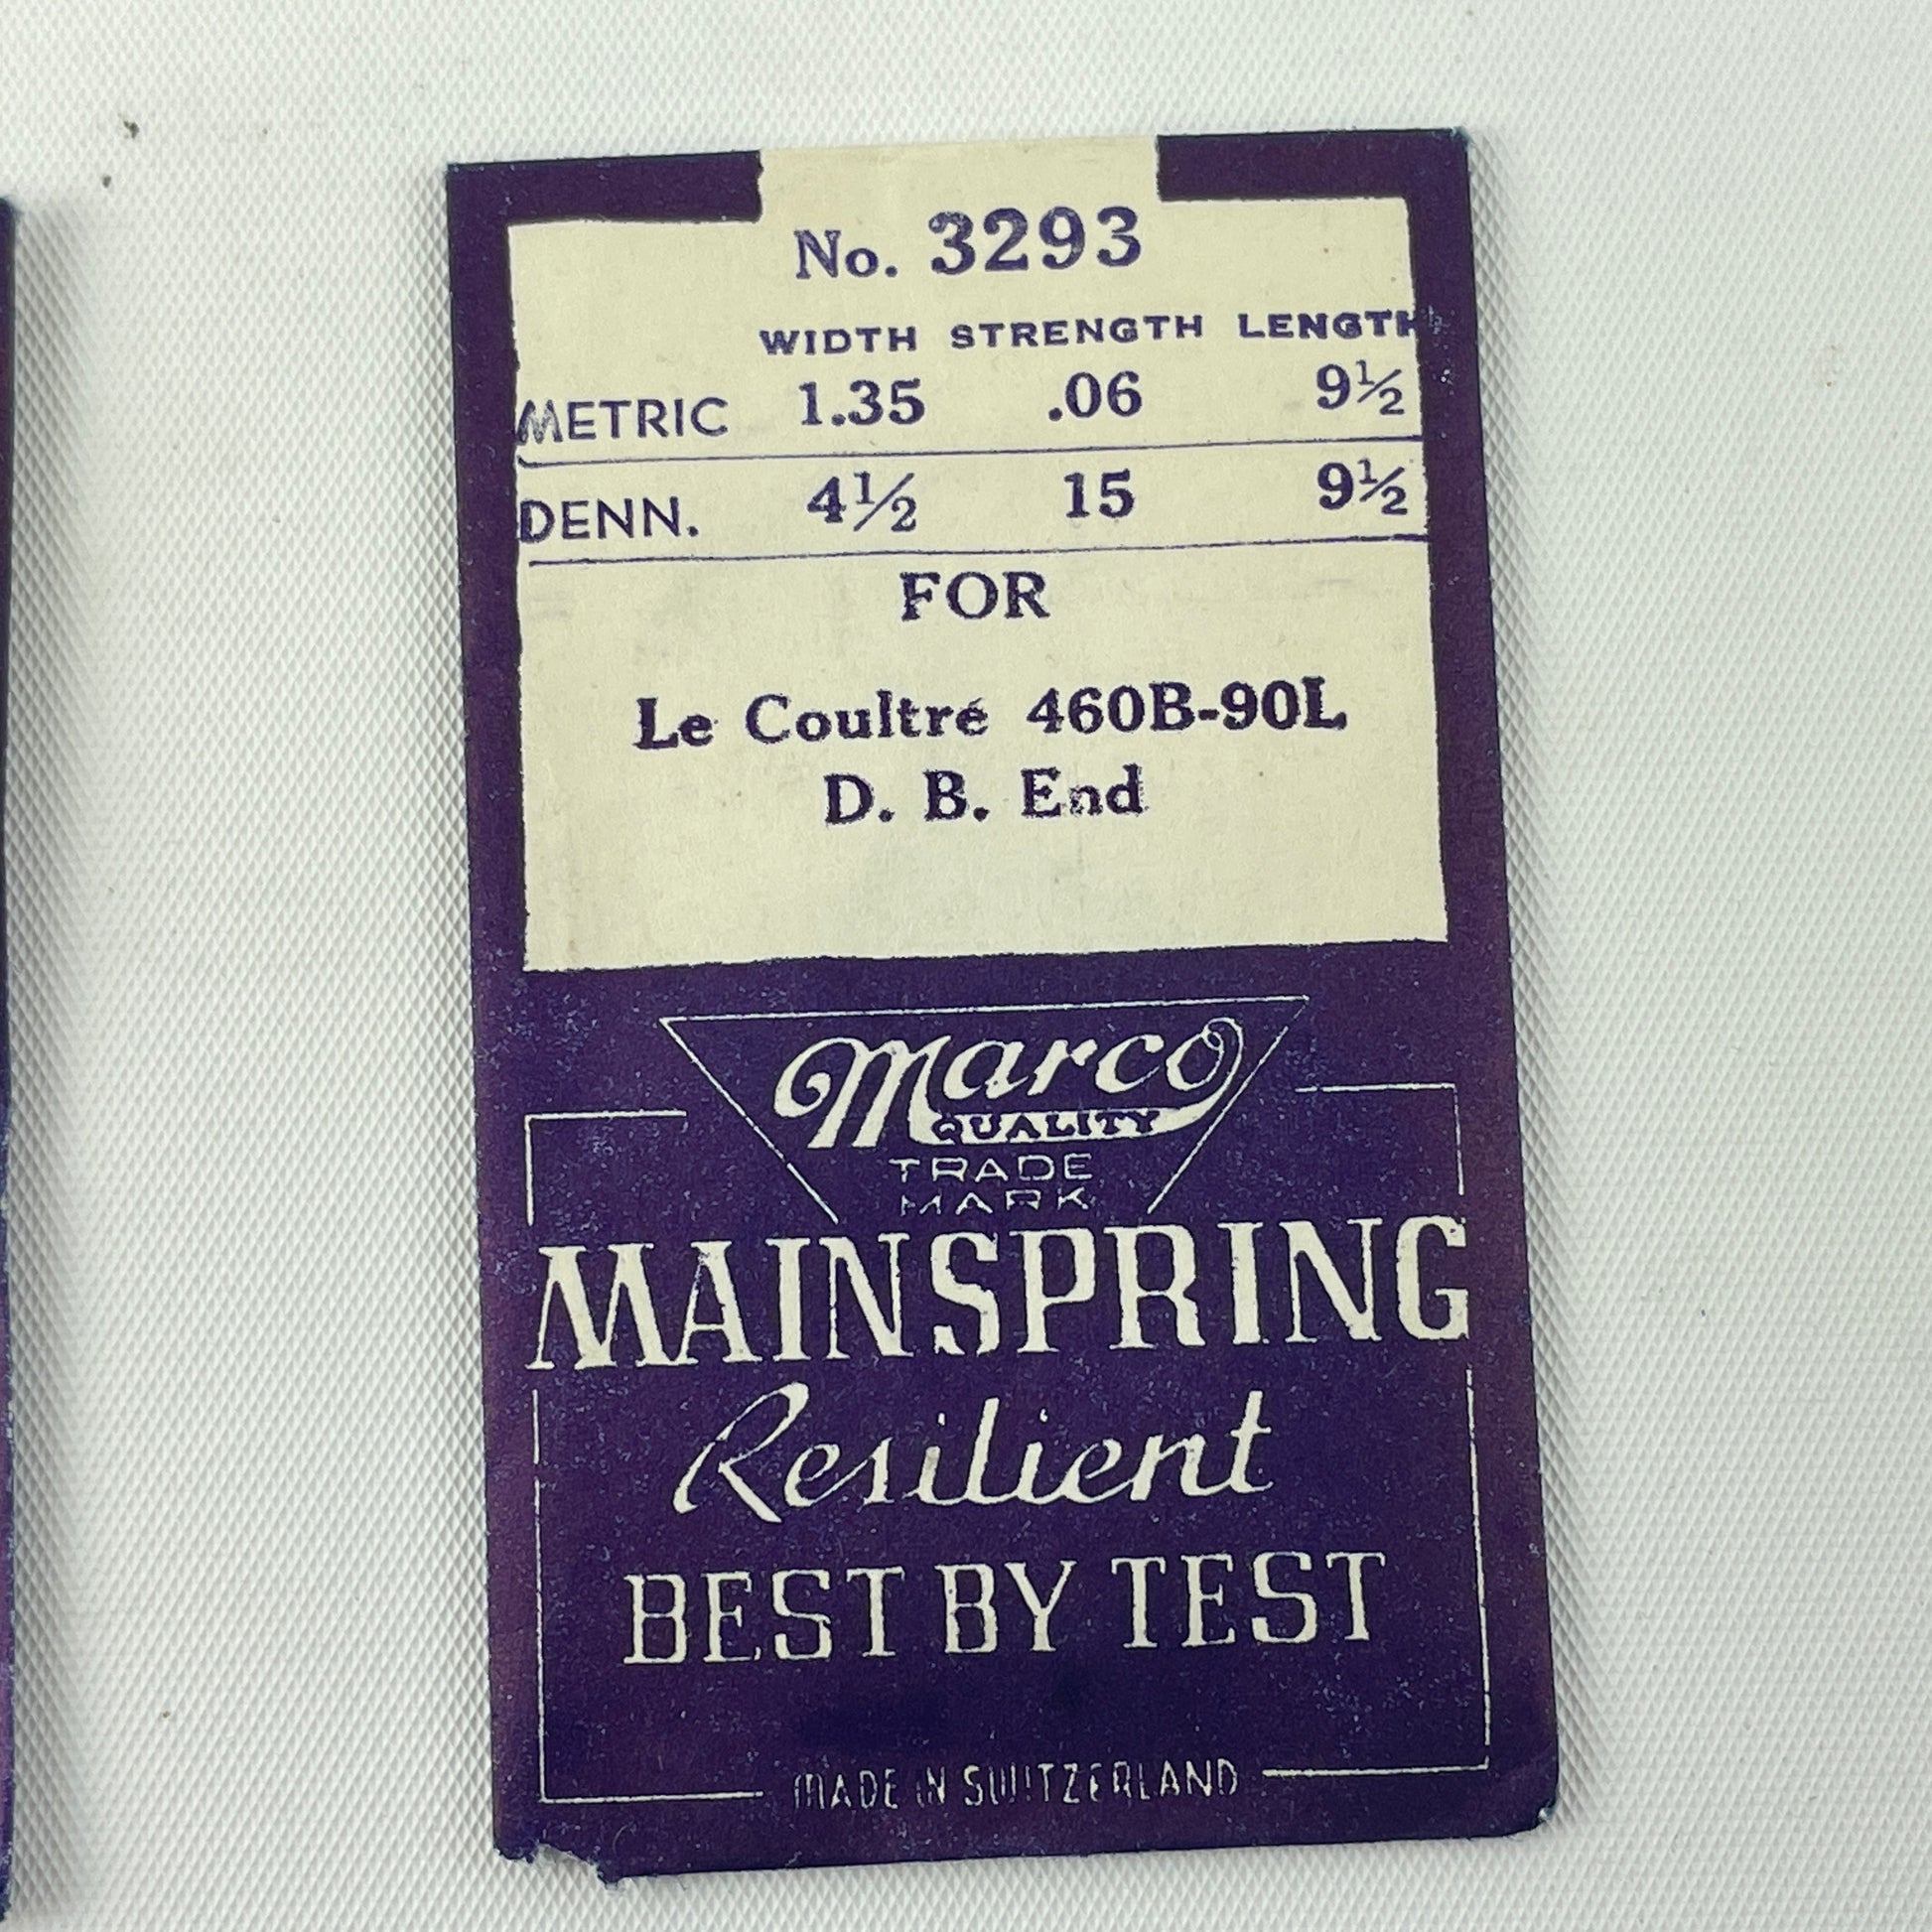 No. 3293
WIDTH STRENGTH LENGTH
METRIC 1.35 .06 9½
DENN. 4½ 15 9½
FOR
Le Coultré 460B-90L
D. B. End
Marco
QUALITY
TRADE
MARK
MAINSPRING
Resilient
BEST BY TEST
MADE IN SWITZERLAND